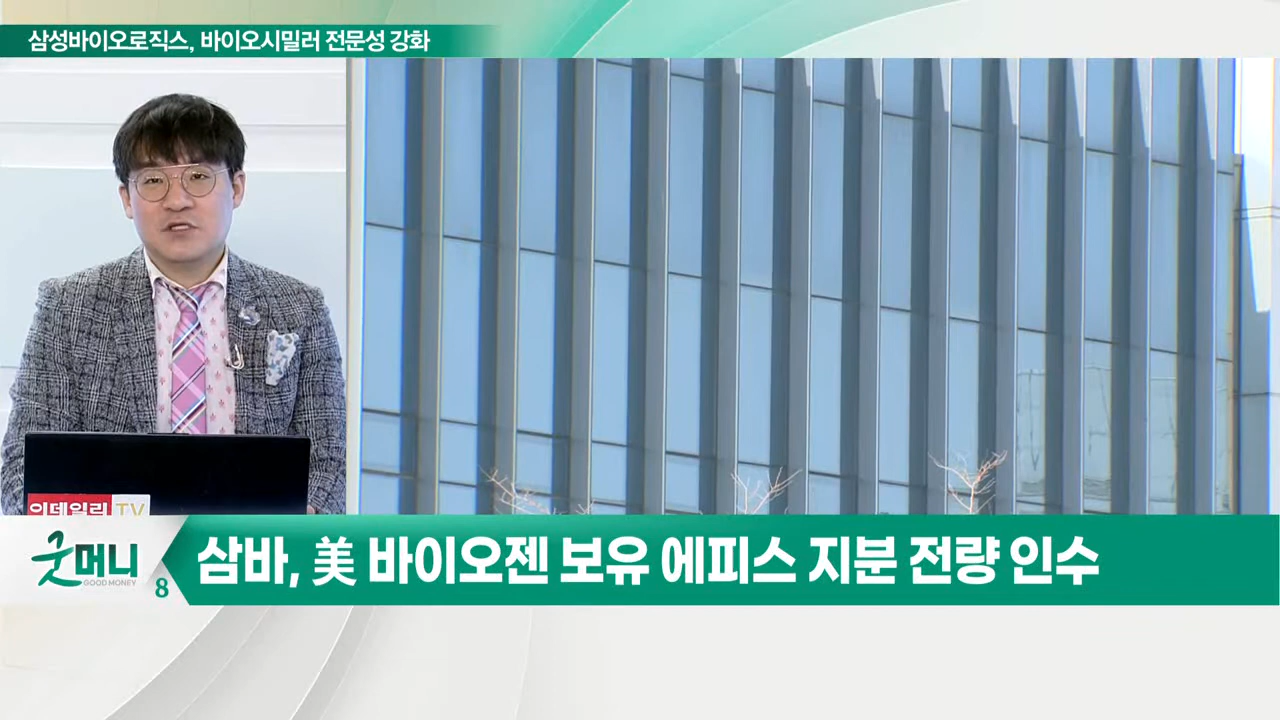 삼성바이오로직스, 바이오시밀러 전문성 강화
이데일리 TV
굿머니
GOOD MONEY
8
삼바, 美 바이오젠 보유 에피스 지분 전량 인수